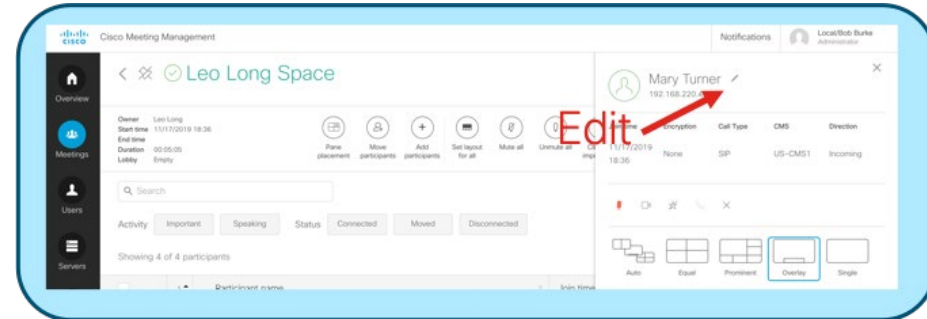 CISCO
Cisco Meeting Management
Notifications
Local/Bob Burke
Administrator
Overview
Meetings
Users
Servers
Leo Long Space
Owner Leo Long
Start time 11/17/2019 18:36
End time
Duration 00:05:05
Lobby Empty
Pane placement
Move participants
Add participants
Set layout for all
Mute all
Unmute all
Search
Activity Important Speaking Status Connected Moved Disconnected
Showing 4 of 4 participants
Participant name
Join time
Mary Turner
Edit
Encryption Call Type CMS Direction
11/17/2019 18:36
None SIP US-CMS1 Incoming
Auto Equal Prominent Overlay Single